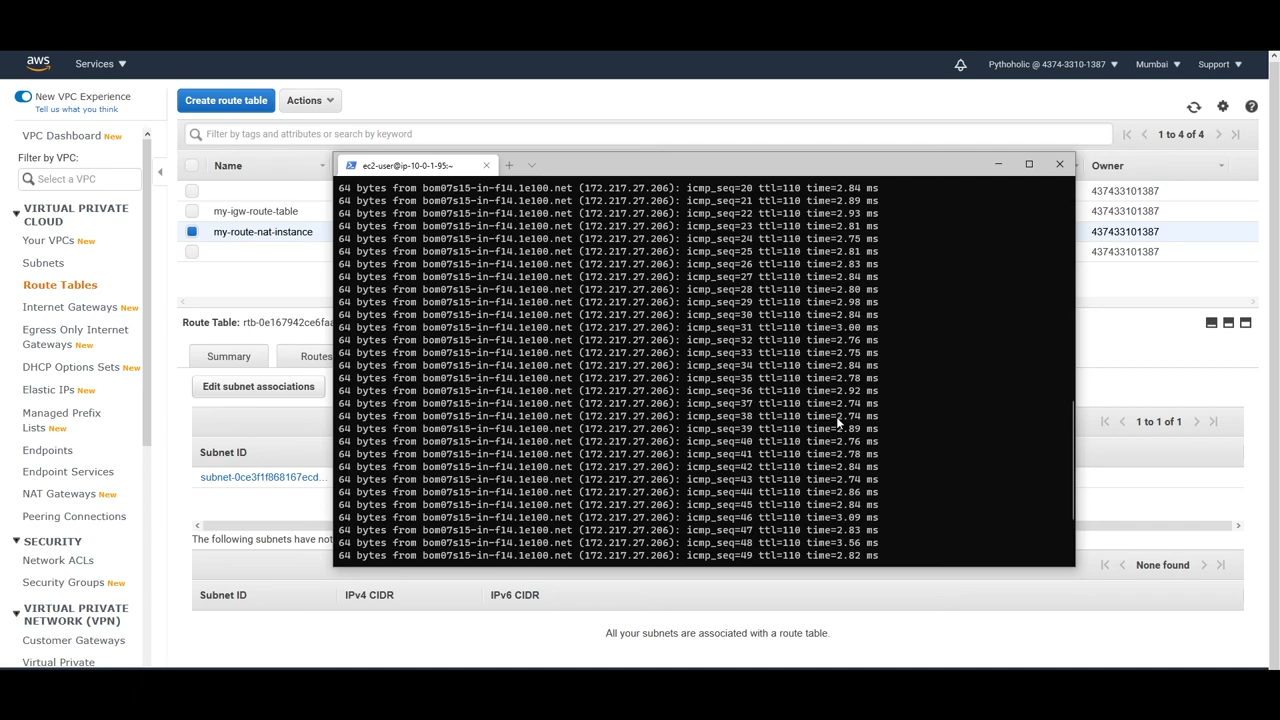 aws
Services
Pythoholic @ 4374-3310-1387
Mumbai
Support
New VPC Experience
Tell us what you think
VPC Dashboard New
Filter by VPC:
Select a VPC
VIRTUAL PRIVATE
CLOUD
Your VPCs New
Subnets
Route Tables
Internet Gateways New
Egress Only Internet
Gateways New
DHCP Options Sets New
Elastic IPs New
Managed Prefix
Lists New
Endpoints
Endpoint Services
NAT Gateways New
Peering Connections
SECURITY
Network ACLs
Security Groups New
VIRTUAL PRIVATE
NETWORK (VPN)
Customer Gateways
Virtual Private
Create route table
Actions
Filter by tags and attributes or search by keyword
1 to 4 of 4
Name
Owner
437433101387
my-igw-route-table
437433101387
my-route-nat-instance
437433101387
437433101387
ec2-user@ip-10-0-1-95:~
64 bytes from bom07s15-in-f14.1e100.net (172.217.27.206): icmp_seq=20 ttl=110 time=2.84 ms
64 bytes from bom07s15-in-f14.1e100.net (172.217.27.206): icmp_seq=21 ttl=110 time=2.89 ms
64 bytes from bom07s15-in-f14.1e100.net (172.217.27.206): icmp_seq=22 ttl=110 time=2.93 ms
64 bytes from bom07s15-in-f14.1e100.net (172.217.27.206): icmp_seq=23 ttl=110 time=2.81 ms
64 bytes from bom07s15-in-f14.1e100.net (172.217.27.206): icmp_seq=24 ttl=110 time=2.75 ms
64 bytes from bom07s15-in-f14.1e100.net (172.217.27.206): icmp_seq=25 ttl=110 time=2.81 ms
64 bytes from bom07s15-in-f14.1e100.net (172.217.27.206): icmp_seq=26 ttl=110 time=2.83 ms
64 bytes from bom07s15-in-f14.1e100.net (172.217.27.206): icmp_seq=27 ttl=110 time=2.84 ms
64 bytes from bom07s15-in-f14.1e100.net (172.217.27.206): icmp_seq=28 ttl=110 time=2.80 ms
64 bytes from bom07s15-in-f14.1e100.net (172.217.27.206): icmp_seq=29 ttl=110 time=2.98 ms
64 bytes from bom07s15-in-f14.1e100.net (172.217.27.206): icmp_seq=30 ttl=110 time=2.84 ms
64 bytes from bom07s15-in-f14.1e100.net (172.217.27.206): icmp_seq=31 ttl=110 time=3.00 ms
64 bytes from bom07s15-in-f14.1e100.net (172.217.27.206): icmp_seq=32 ttl=110 time=2.76 ms
64 bytes from bom07s15-in-f14.1e100.net (172.217.27.206): icmp_seq=33 ttl=110 time=2.75 ms
64 bytes from bom07s15-in-f14.1e100.net (172.217.27.206): icmp_seq=34 ttl=110 time=2.84 ms
64 bytes from bom07s15-in-f14.1e100.net (172.217.27.206): icmp_seq=35 ttl=110 time=2.78 ms
64 bytes from bom07s15-in-f14.1e100.net (172.217.27.206): icmp_seq=36 ttl=110 time=2.92 ms
64 bytes from bom07s15-in-f14.1e100.net (172.217.27.206): icmp_seq=37 ttl=110 time=2.74 ms
64 bytes from bom07s15-in-f14.1e100.net (172.217.27.206): icmp_seq=38 ttl=110 time=2.74 ms
64 bytes from bom07s15-in-f14.1e100.net (172.217.27.206): icmp_seq=39 ttl=110 time=2.89 ms
64 bytes from bom07s15-in-f14.1e100.net (172.217.27.206): icmp_seq=40 ttl=110 time=2.76 ms
64 bytes from bom07s15-in-f14.1e100.net (172.217.27.206): icmp_seq=41 ttl=110 time=2.78 ms
64 bytes from bom07s15-in-f14.1e100.net (172.217.27.206): icmp_seq=42 ttl=110 time=2.84 ms
64 bytes from bom07s15-in-f14.1e100.net (172.217.27.206): icmp_seq=43 ttl=110 time=2.74 ms
64 bytes from bom07s15-in-f14.1e100.net (172.217.27.206): icmp_seq=44 ttl=110 time=2.86 ms
64 bytes from bom07s15-in-f14.1e100.net (172.217.27.206): icmp_seq=45 ttl=110 time=2.84 ms
64 bytes from bom07s15-in-f14.1e100.net (172.217.27.206): icmp_seq=46 ttl=110 time=3.09 ms
64 bytes from bom07s15-in-f14.1e100.net (172.217.27.206): icmp_seq=47 ttl=110 time=2.83 ms
64 bytes from bom07s15-in-f14.1e100.net (172.217.27.206): icmp_seq=48 ttl=110 time=3.56 ms
64 bytes from bom07s15-in-f14.1e100.net (172.217.27.206): icmp_seq=49 ttl=110 time=2.82 ms
Route Table: rtb-0e167942ce6faa
Summary
Routes
Edit subnet associations
1 to 1 of 1
Subnet ID
subnet-0ce3f1f868167ecd...
The following subnets have not
None found
Subnet ID
IPv4 CIDR
IPv6 CIDR
All your subnets are associated with a route table.